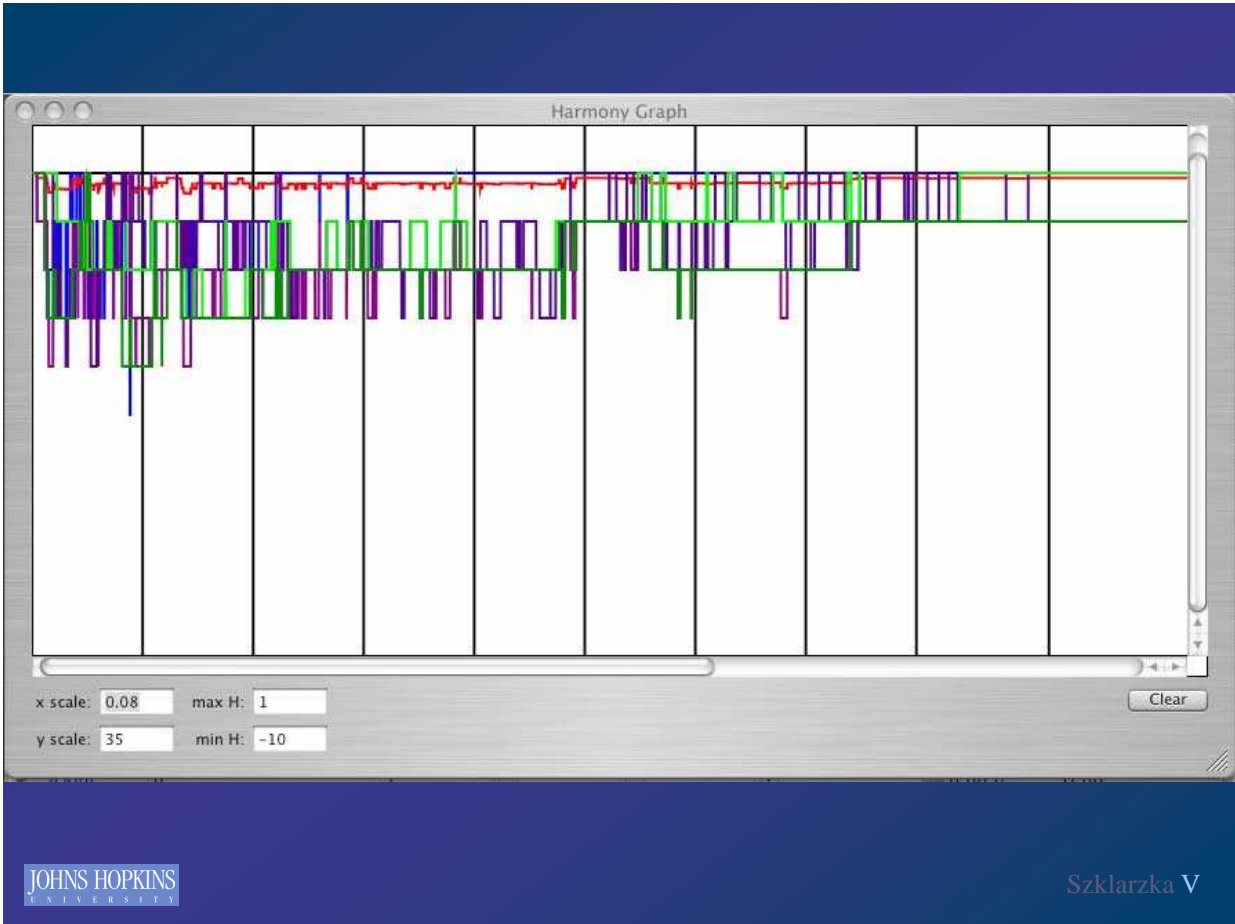 Harmony Graph
x scale: 0.08 max H: 1 Clear
y scale: 35 min H: -10
JOHNS HOPKINS
UNIVERSITY
Szklarzka V